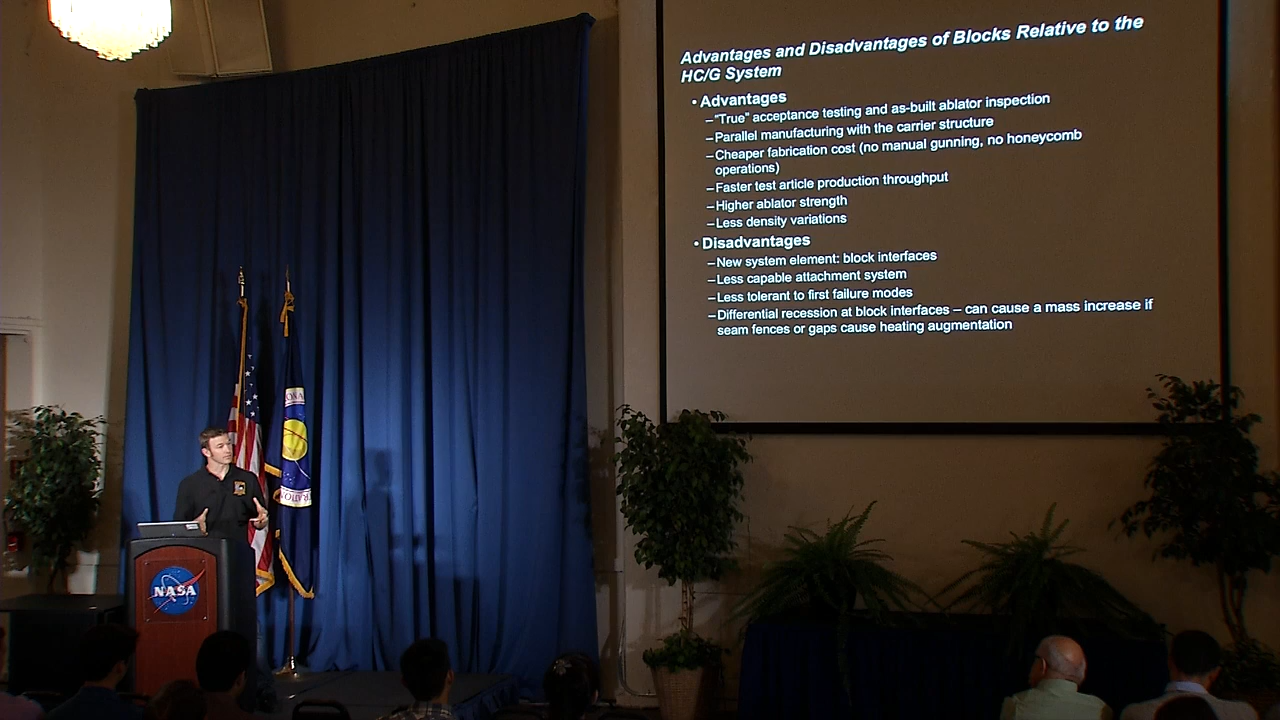 Advantages and Disadvantages of Blocks Relative to the
HC/G System
• Advantages
–"True" acceptance testing and as-built ablator inspection
–Parallel manufacturing with the carrier structure
–Cheaper fabrication cost (no manual gunning, no honeycomb
operations)
–Faster test article production throughput
–Higher ablator strength
–Less density variations
• Disadvantages
–New system element: block interfaces
–Less capable attachment system
–Less tolerant to first failure modes
–Differential recession at block interfaces – can cause a mass increase if
seam fences or gaps cause heating augmentation
NASA